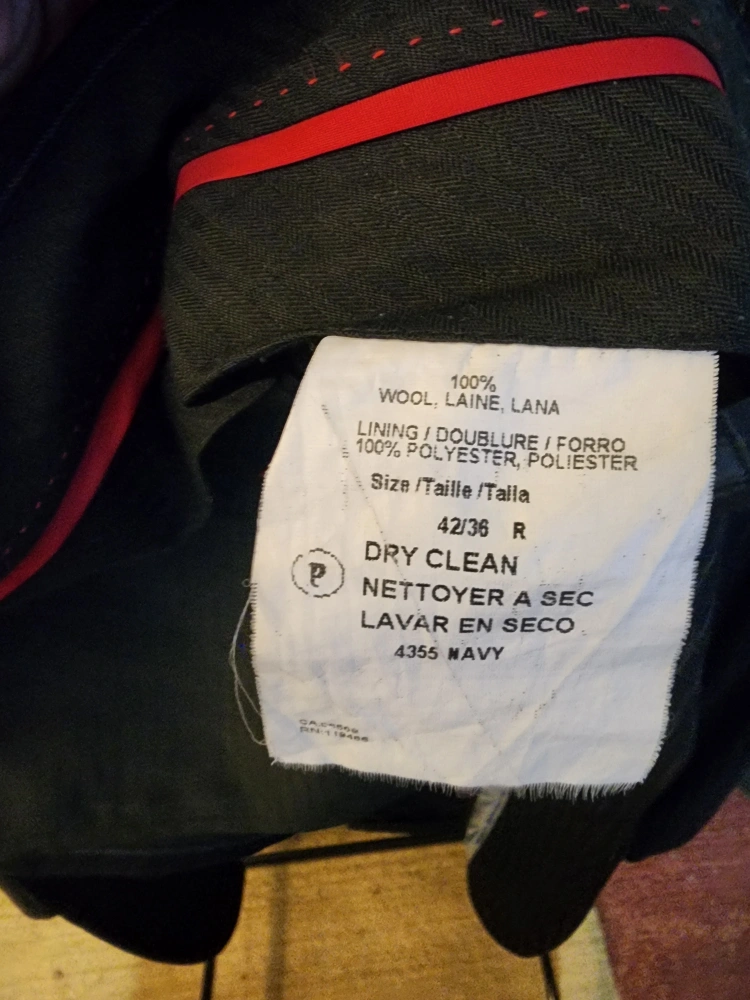 100%
WOOL, LAINE, LANA
LINING / DOUBLURE / FORRO
100% POLYESTER, POLIESTER
Size /Taille /Talla
42/36 R
P
DRY CLEAN
NETTOYER A SEC
LAVAR EN SECO
4355 NAVY